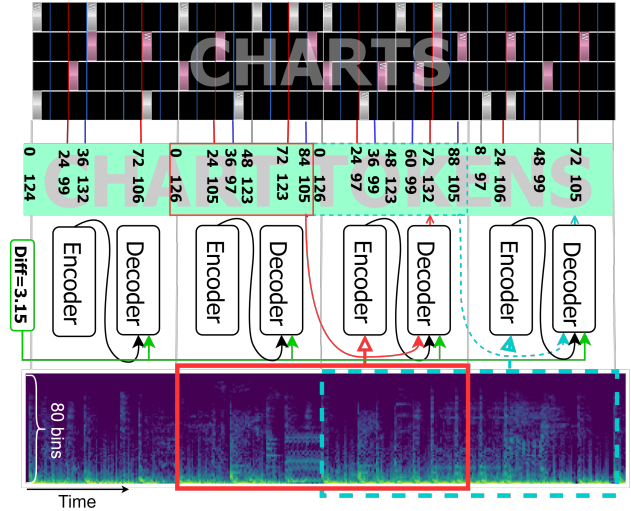 CHARTS
CHART TOKENS
0 124
24 99
36 132
72 106
0 126
24 105
36 97
48 123
72 123
84 105
126
24 97
36 99
48 123
60 99
72 132
88 105
8 97
24 106
48 99
72 105
Encoder
Decoder
Encoder
Decoder
Encoder
Decoder
Encoder
Decoder
Diff=3.15
80 bins
Time